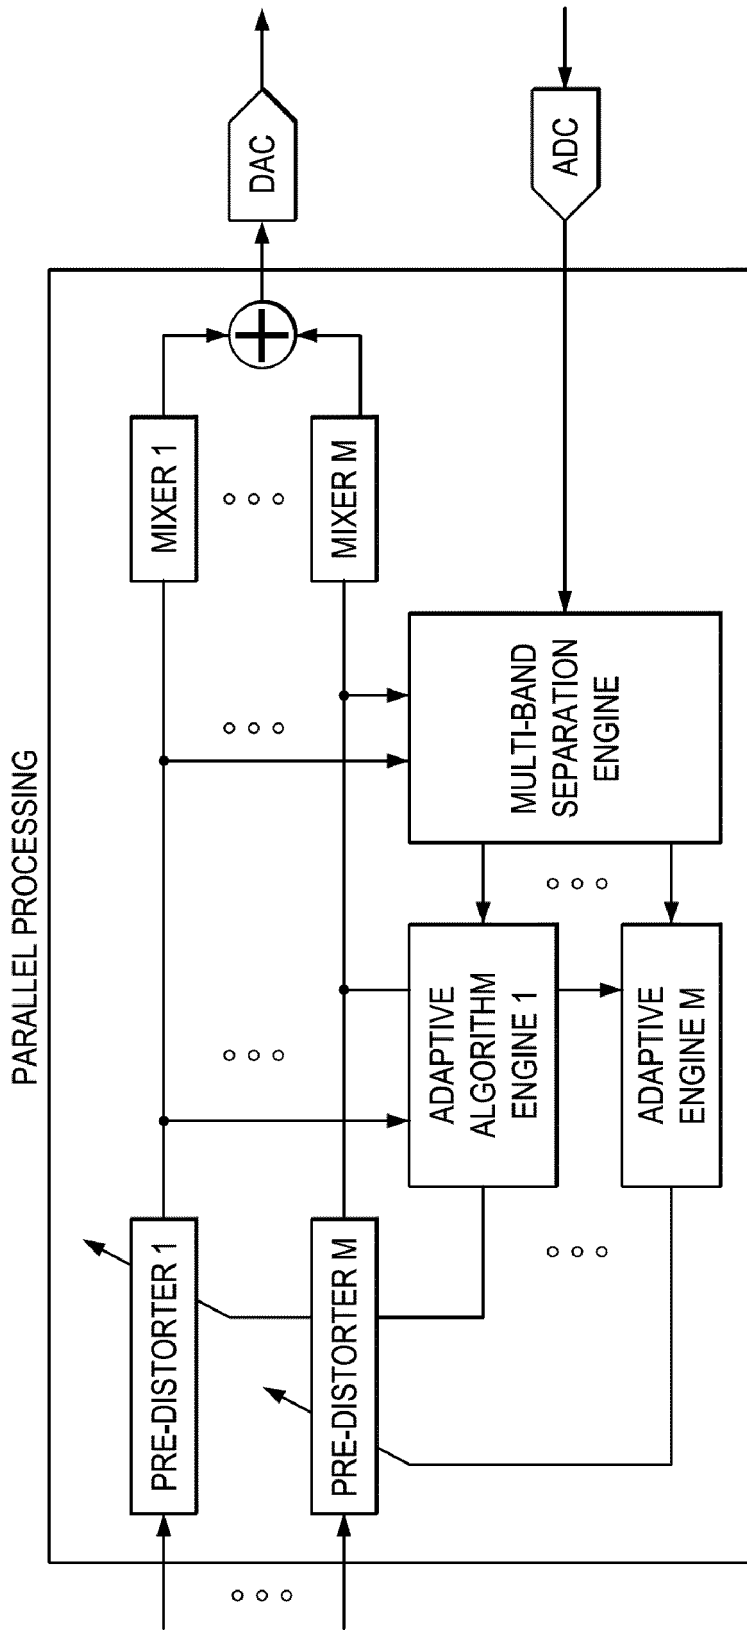 PARALLEL PROCESSING
PRE-DISTORTER 1
MIXER 1
DAC
PRE-DISTORTER M
MIXER M
ADAPTIVE
ALGORITHM
ENGINE 1
MULTI-BAND
SEPARATION
ENGINE
ADC
ADAPTIVE
ENGINE M